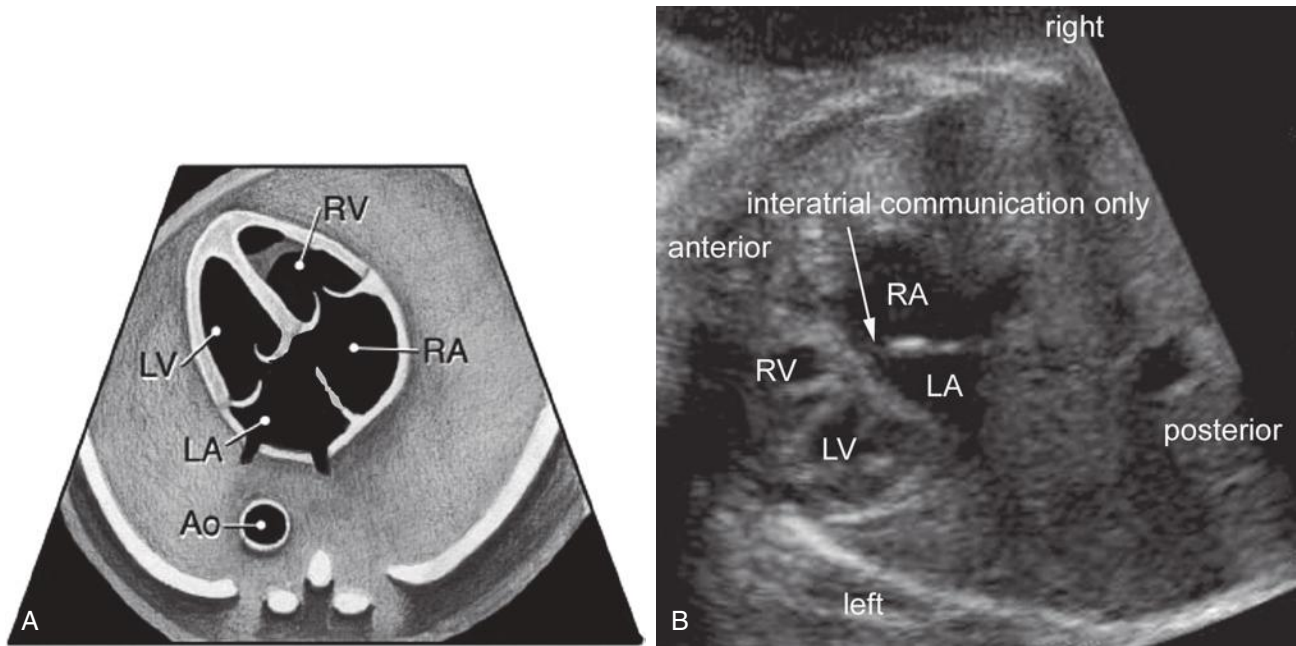 RV
LV
RA
LA
Ao
A
right
interatrial communication only
anterior
RA
RV
LA
LV
posterior
left
B